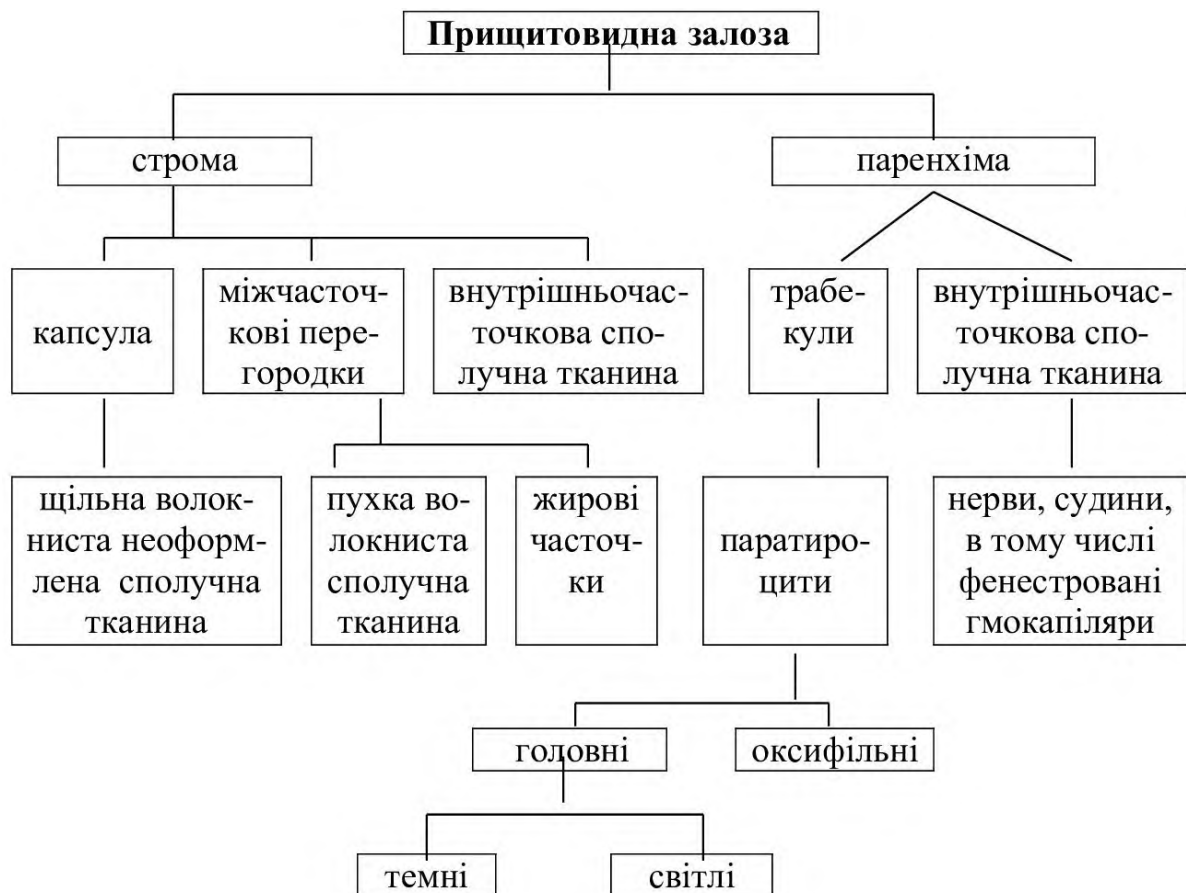 Прищитовидна залоза
строма
паренхіма
капсула
міжчасточ-
кові пере-
городки
внутрішньочас-
точкова спо-
лучна тканина
трабе-
кули
внутрішньочас-
точкова спо-
лучна тканина
щільна волок-
ниста неоформ-
лена сполучна
тканина
пухка во-
локниста
сполучна
тканина
жирові
часточ-
ки
паратиро-
цити
нерви, судини,
в тому числі
фенестровані
гмокапіляри
головні
оксифільні
темні
світлі